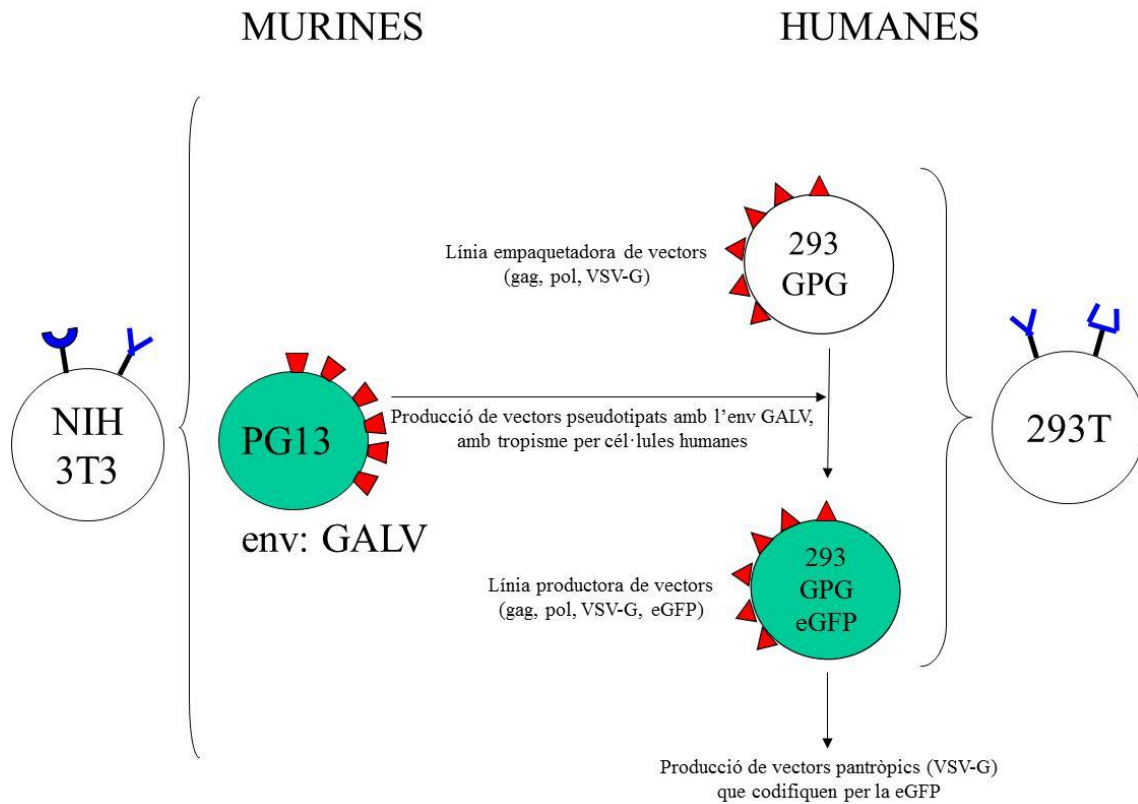 MURINES
HUMANES
293
GPG
Línia empaquetadora de vectors
(gag, pol, VSV-G)
NIH
3T3
PG13
env: GALV
Producció de vectors pseudotipats amb l'env GALV,
amb tropisme per cél·lules humanes
293T
293
GPG
eGFP
Línia productora de vectors
(gag, pol, VSV-G, eGFP)
Producció de vectors pantròpics (VSV-G)
que codifiquen per la eGFP